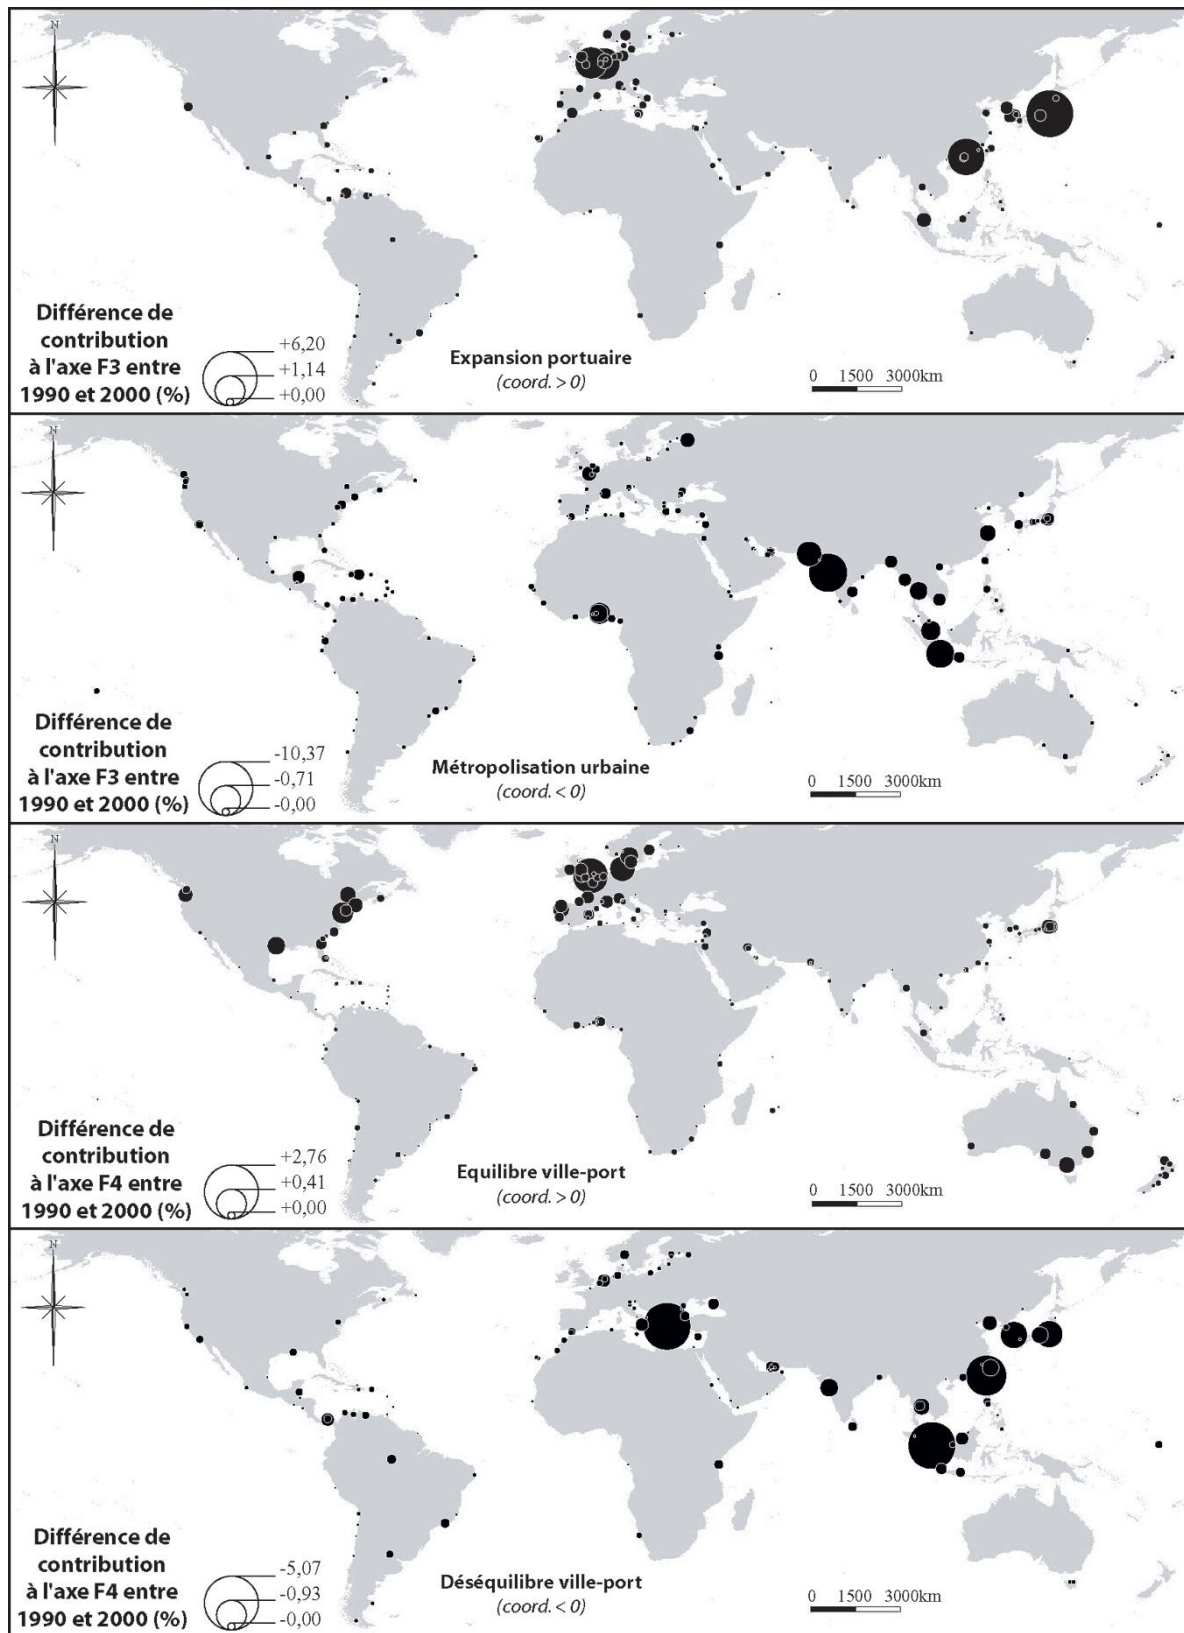 N
Différence de
contribution
à l'axe F3 entre
1990 et 2000 (%)
+6,20
+1,14
+0,00
Expansion portuaire
(coord. > 0)
0 1500 3000km
N
Différence de
contribution
à l'axe F3 entre
1990 et 2000 (%)
-10,37
-0,71
-0,00
Métropolisation urbaine
(coord. < 0)
0 1500 3000km
N
Différence de
contribution
à l'axe F4 entre
1990 et 2000 (%)
+2,76
+0,41
+0,00
Equilibre ville-port
(coord. > 0)
0 1500 3000km
N
Différence de
contribution
à l'axe F4 entre
1990 et 2000 (%)
-5,07
-0,93
-0,00
Déséquilibre ville-port
(coord. < 0)
0 1500 3000km